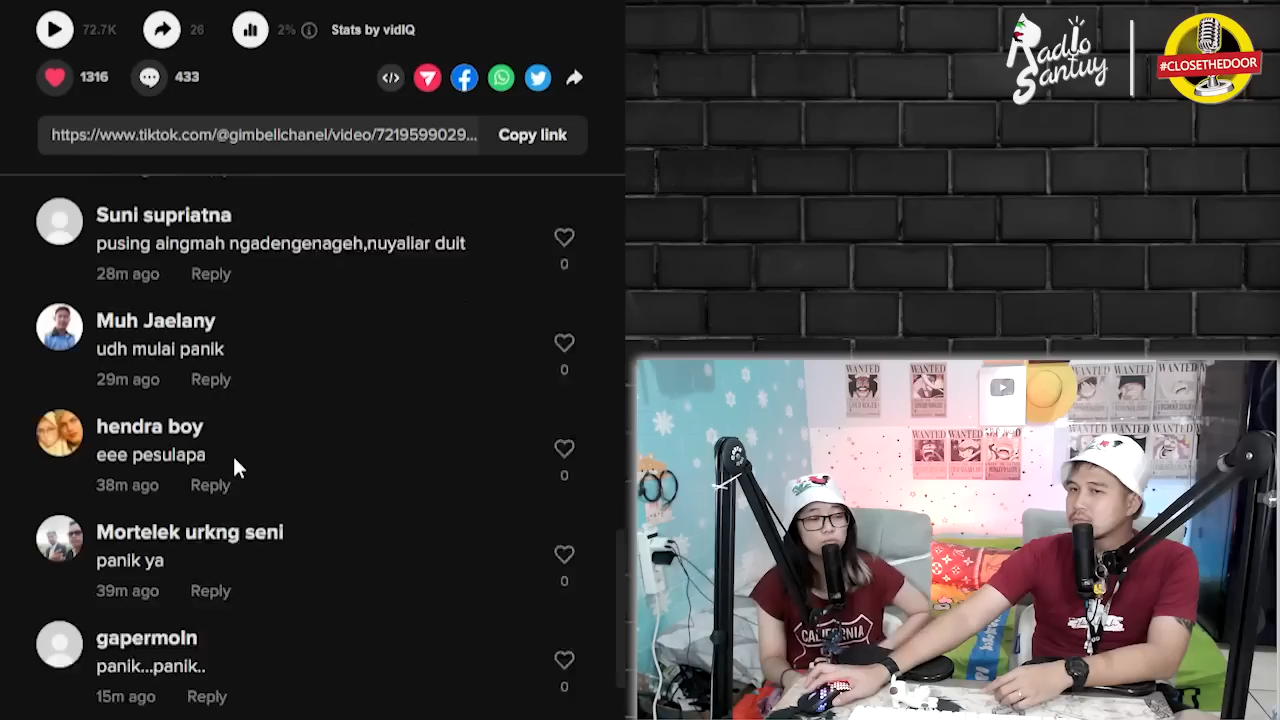 72.7K
26
2%
Stats by vidIQ
1316
433
https://www.tiktok.com/@gimbellchanel/video/7219599029...
Copy link
Suni supriatna
pusing aingmah ngadengenageh,nuyaliar duit
0
28m ago
Reply
Muh Jaelany
udh mulai panik
0
29m ago
Reply
hendra boy
eee pesulapa
0
38m ago
Reply
Mortelek urkng seni
panik ya
0
39m ago
Reply
gapermoln
panik...panik..
0
15m ago
Reply
Radio
Santuy
#CLOSETHEDOOR
WANTED
WANTED
WANTED
WANTED
WANTED
WANTED
WANTED
CALIFORNIA